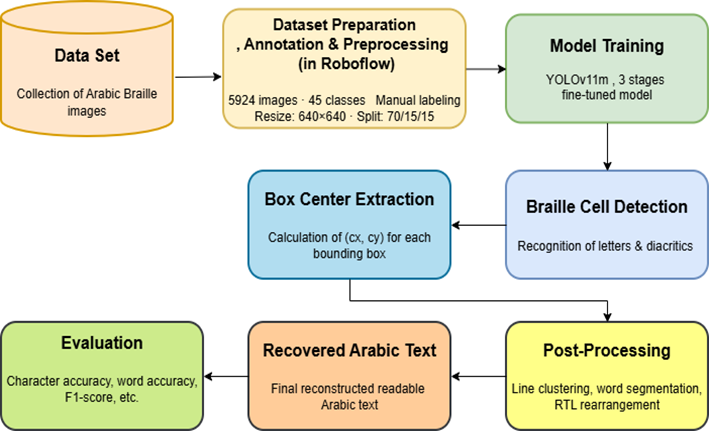 Data Set
Collection of Arabic Braille
images
Dataset Preparation
, Annotation & Preprocessing
(in Roboflow)
5924 images · 45 classes   Manual labeling
Resize: 640×640 · Split: 70/15/15
Model Training
YOLOv11m , 3 stages
fine-tuned model
Braille Cell Detection
Recognition of letters & diacritics
Box Center Extraction
Calculation of (cx, cy) for each
bounding box
Post-Processing
Line clustering, word segmentation,
RTL rearrangement
Recovered Arabic Text
Final reconstructed readable
Arabic text
Evaluation
Character accuracy, word accuracy,
F1-score, etc.